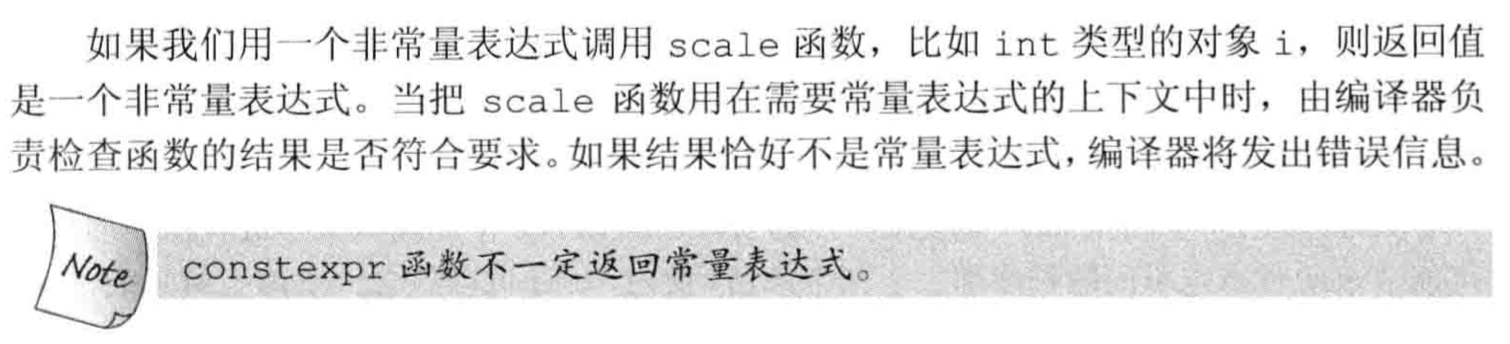 如果我们用一个非常量表达式调用 scale 函数，比如 int 类型的对象 i，则返回值
是一个非常量表达式。当把 scale 函数用在需要常量表达式的上下文中时，由编译器负
责检查函数的结果是否符合要求。如果结果恰好不是常量表达式，编译器将发出错误信息。
Note constexpr 函数不一定返回常量表达式。